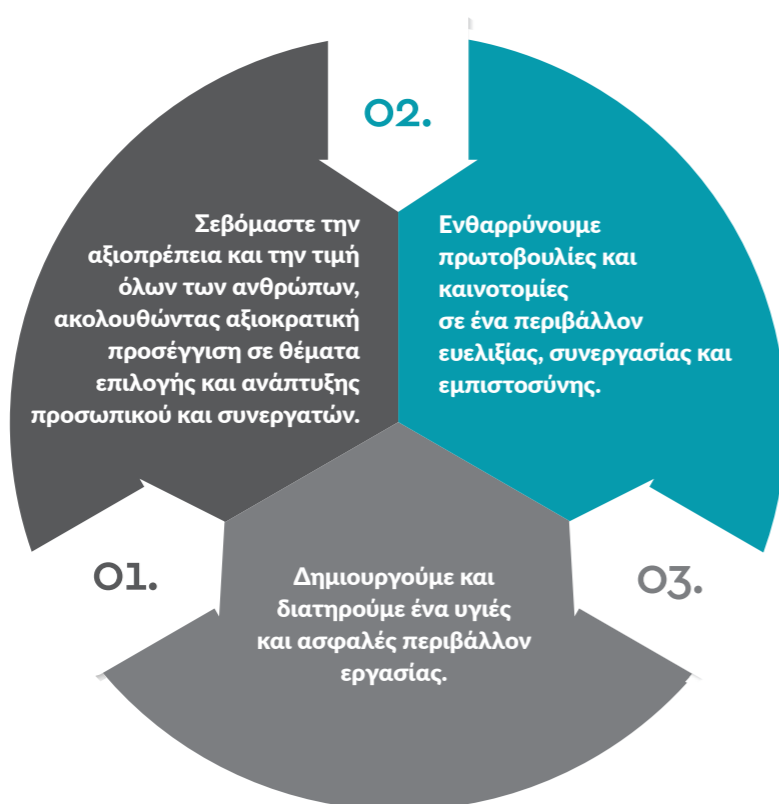 01.
Σεβόμαστε την
αξιοπρέπεια και την τιμή
όλων των ανθρώπων,
ακολουθώντας αξιοκρατική
προσέγγιση σε θέματα
επιλογής και ανάπτυξης
προσωπικού και συνεργατών.
02.
Ενθαρρύνουμε
πρωτοβουλίες και
καινοτομίες
σε ένα περιβάλλον
ευελιξίας, συνεργασίας και
εμπιστοσύνης.
03.
Δημιουργούμε και
διατηρούμε ένα υγιές
και ασφαλές περιβάλλον
εργασίας.